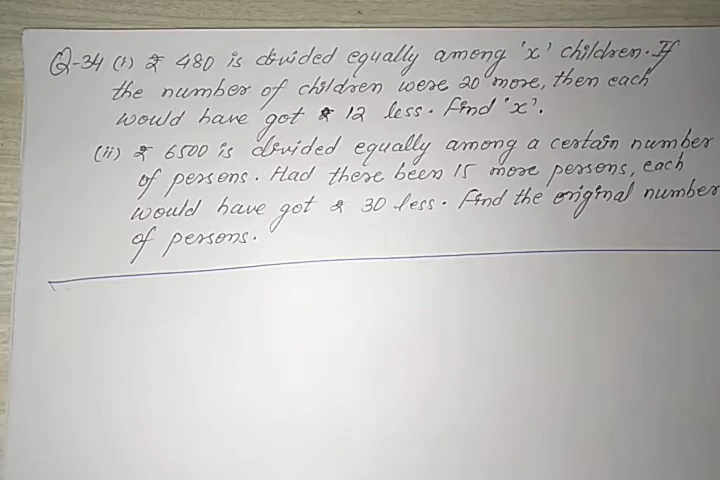 Q-34 (i) ₹ 480 is divided equally among 'x' children. If
the number of children were 20 more, then each
would have got ₹ 12 less. Find 'x'.
(ii) ₹ 6500 is divided equally among a certain number
of persons. Had there been 15 more persons, each
would have got ₹ 30 less. Find the original number
of persons.